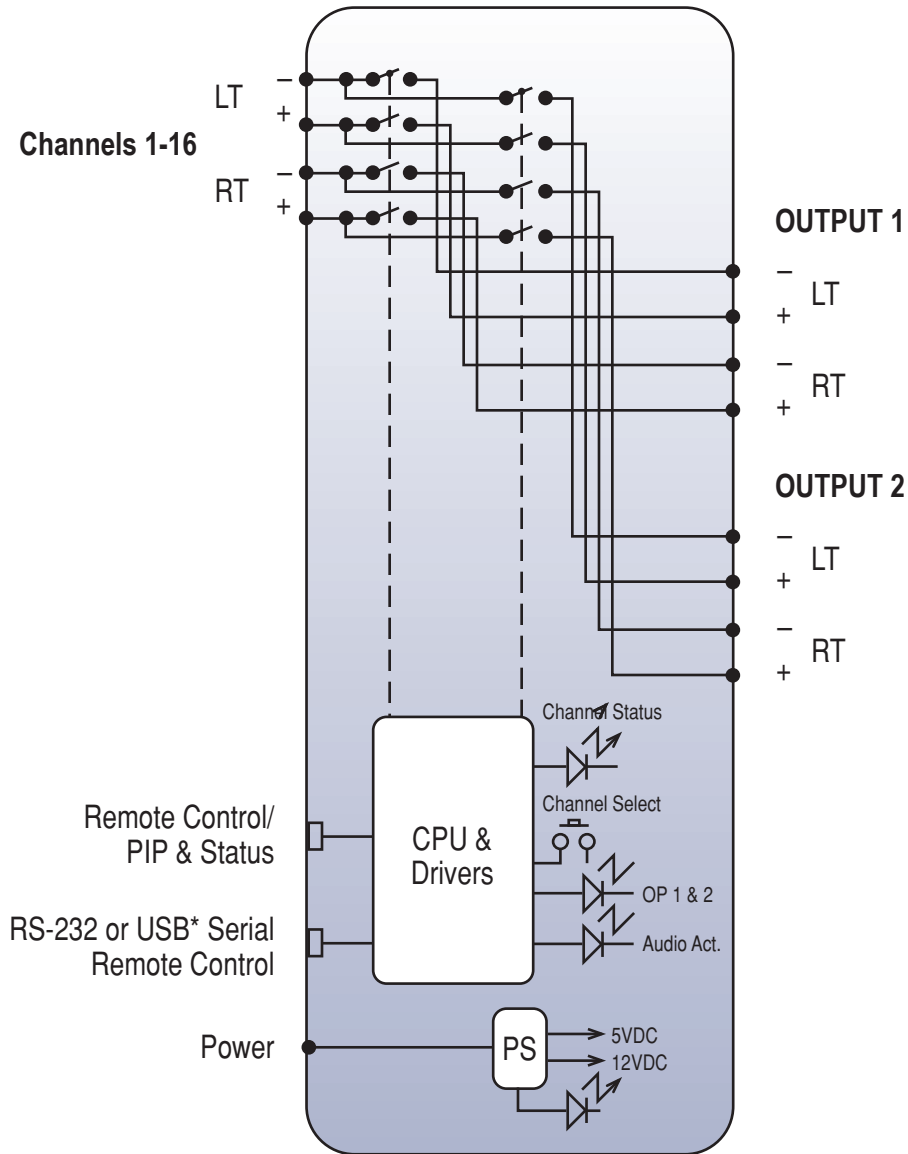 −
LT
+
Channels 1-16
−
RT
+
OUTPUT 1
−
LT
+
−
RT
+
OUTPUT 2
−
LT
+
−
RT
+
Channel Status
Channel Select
Remote Control/
PIP & Status
CPU &
Drivers
OP 1 & 2
RS-232 or USB* Serial
Remote Control
Audio Act.
Power
PS
5VDC
12VDC